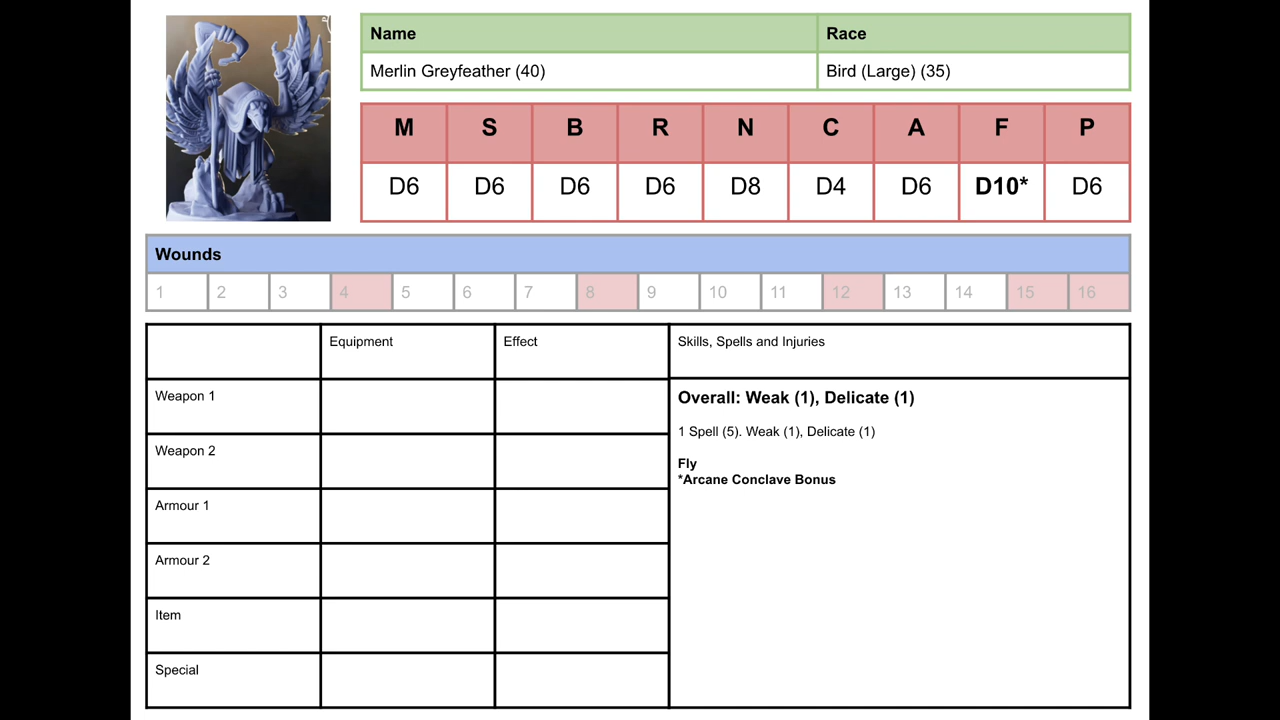 Name Race
Merlin Greyfeather (40) Bird (Large) (35)
M S B R N C A F P
D6 D6 D6 D6 D8 D4 D6 D10* D6
Wounds
1 2 3 4 5 6 7 8 9 10 11 12 13 14 15 16
Equipment Effect Skills, Spells and Injuries
Weapon 1
Overall: Weak (1), Delicate (1)
1 Spell (5). Weak (1), Delicate (1)
Weapon 2
Fly
*Arcane Conclave Bonus
Armour 1
Armour 2
Item
Special